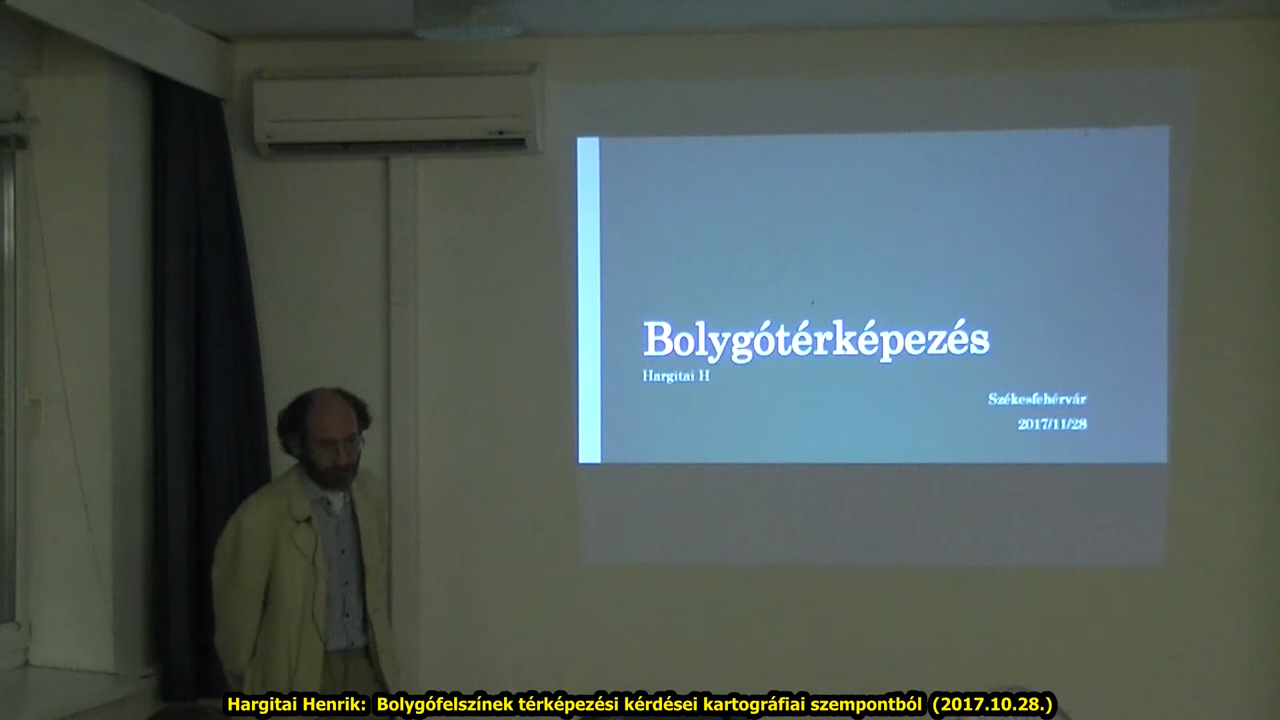 Bolygótérképezés
Hargitai H
Székesfehérvár
2017/11/28
Hargitai Henrik: Bolygófelszínek térképezési kérdései kartográfiai szempontból (2017.10.28.)